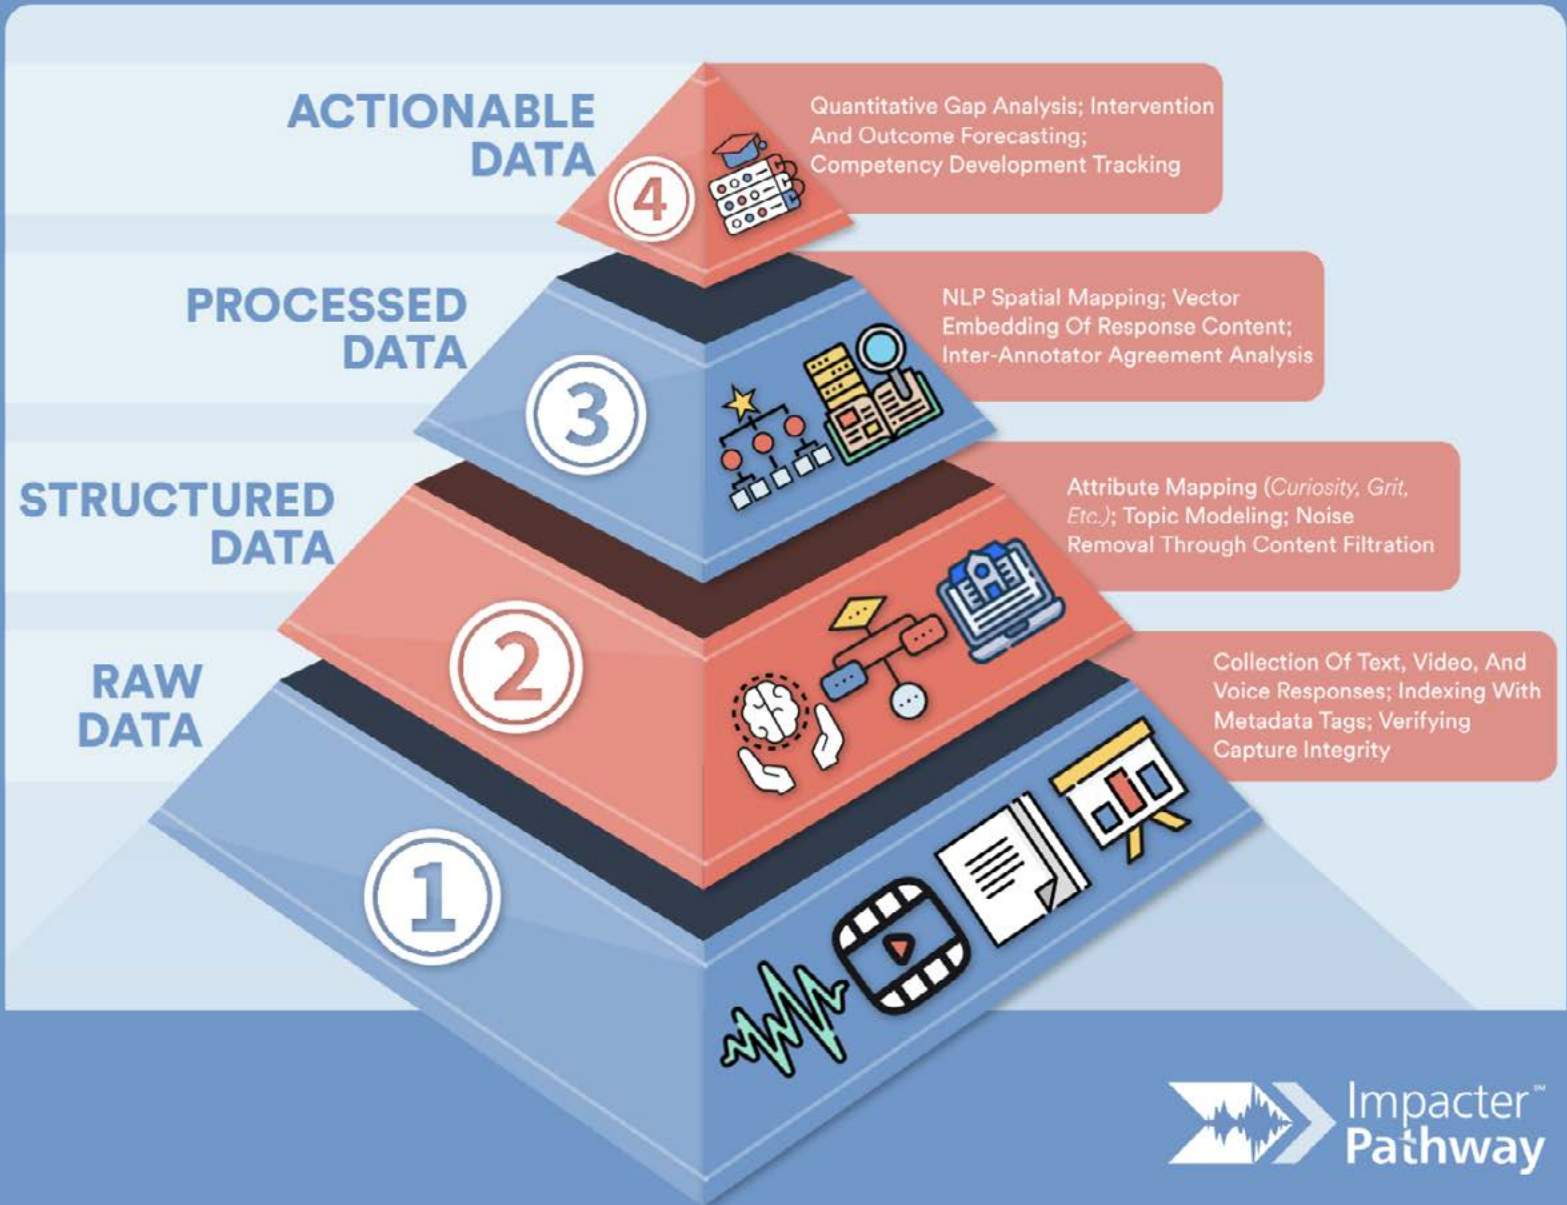 ACTIONABLE
DATA
4
Quantitative Gap Analysis; Intervention
And Outcome Forecasting;
Competency Development Tracking
PROCESSED
DATA
3
NLP Spatial Mapping; Vector
Embedding Of Response Content;
Inter-Annotator Agreement Analysis
STRUCTURED
DATA
2
Attribute Mapping (Curiosity, Grit,
Etc.); Topic Modeling; Noise
Removal Through Content Filtration
RAW
DATA
1
Collection Of Text, Video, And
Voice Responses; Indexing With
Metadata Tags; Verifying
Capture Integrity
Impacter™
Pathway